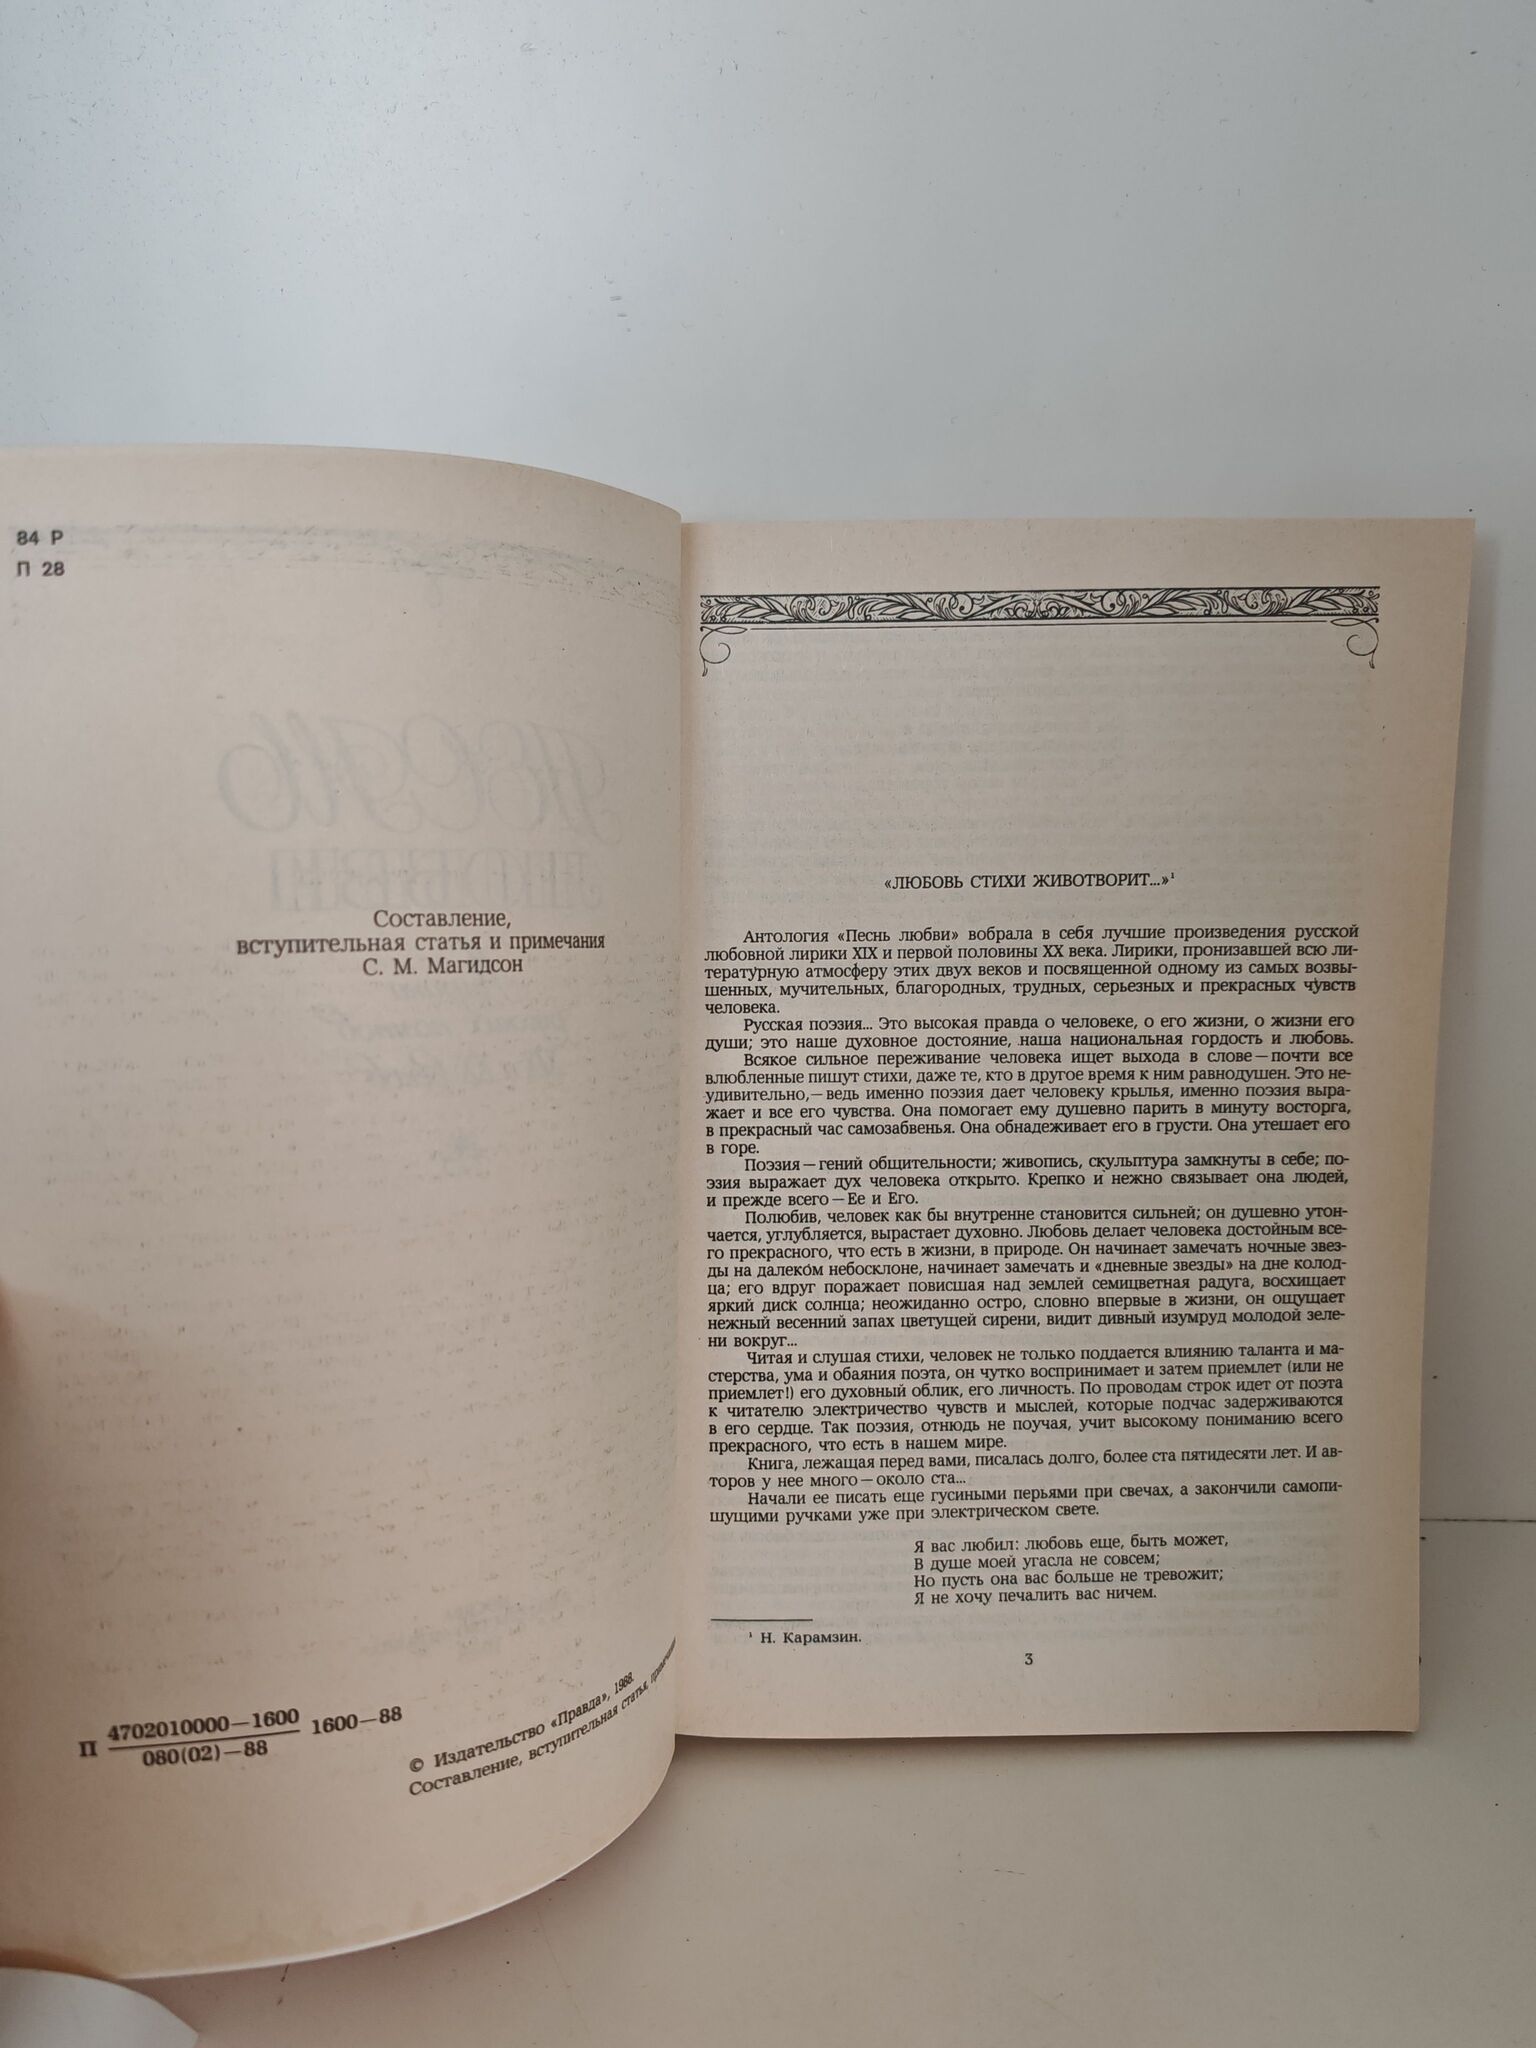 84 Р
П 28
Составление,
вступительная статья и примечания
С. М. Магидсон
П 4702010000—1600 1600—88
080(02)—88
© Издательство «Правда», 1988.
Составление, вступительная статья,
«ЛЮБОВЬ СТИХИ ЖИВОТВОРИТ...»¹
Антология «Песнь любви» вобрала в себя лучшие произведения русской
любовной лирики XIX и первой половины XX века. Лирики, пронизавшей всю ли-
тературную атмосферу этих двух веков и посвященной одному из самых возвы-
шенных, мучительных, благородных, трудных, серьезных и прекрасных чувств
человека.
Русская поэзия... Это высокая правда о человеке, о его жизни, о жизни его
души; это наше духовное достояние, наша национальная гордость и любовь.
Всякое сильное переживание человека ищет выхода в слове—почти все
влюбленные пишут стихи, даже те, кто в другое время к ним равнодушен. Это не-
удивительно,—ведь именно поэзия дает человеку крылья, именно поэзия выра-
жает и все его чувства. Она помогает ему душевно парить в минуту восторга,
в прекрасный час самозабвенья. Она обнадеживает его в грусти. Она утешает его
в горе.
Поэзия—гений общительности; живопись, скульптура замкнуты в себе; по-
эзия выражает дух человека открыто. Крепко и нежно связывает она людей,
и прежде всего—Ее и Его.
Полюбив, человек как бы внутренне становится сильней; он душевно утон-
чается, углубляется, вырастает духовно. Любовь делает человека достойным все-
го прекрасного, что есть в жизни, в природе. Он начинает замечать ночные звез-
ды на далеком небосклоне, начинает замечать и «дневные звезды» на дне колод-
ца; его вдруг поражает повисшая над землей семицветная радуга, восхищает
яркий диск солнца; неожиданно остро, словно впервые в жизни, он ощущает
нежный весенний запах цветущей сирени, видит дивный изумруд молодой зеле-
ни вокруг...
Читая и слушая стихи, человек не только поддается влиянию таланта и ма-
стерства, ума и обаяния поэта, он чутко воспринимает и затем приемлет (или не
приемлет!) его духовный облик, его личность. По проводам строк идет от поэта
к читателю электричество чувств и мыслей, которые подчас задерживаются
в его сердце. Так поэзия, отнюдь не поучая, учит высокому пониманию всего
прекрасного, что есть в нашем мире.
Книга, лежащая перед вами, писалась долго, более ста пятидесяти лет. И ав-
торов у нее много—около ста...
Начали ее писать еще гусиными перьями при свечах, а закончили самопи-
шущими ручками уже при электрическом свете.
Я вас любил: любовь еще, быть может,
В душе моей угасла не совсем;
Но пусть она вас больше не тревожит;
Я не хочу печалить вас ничем.
¹ Н. Карамзин.
3